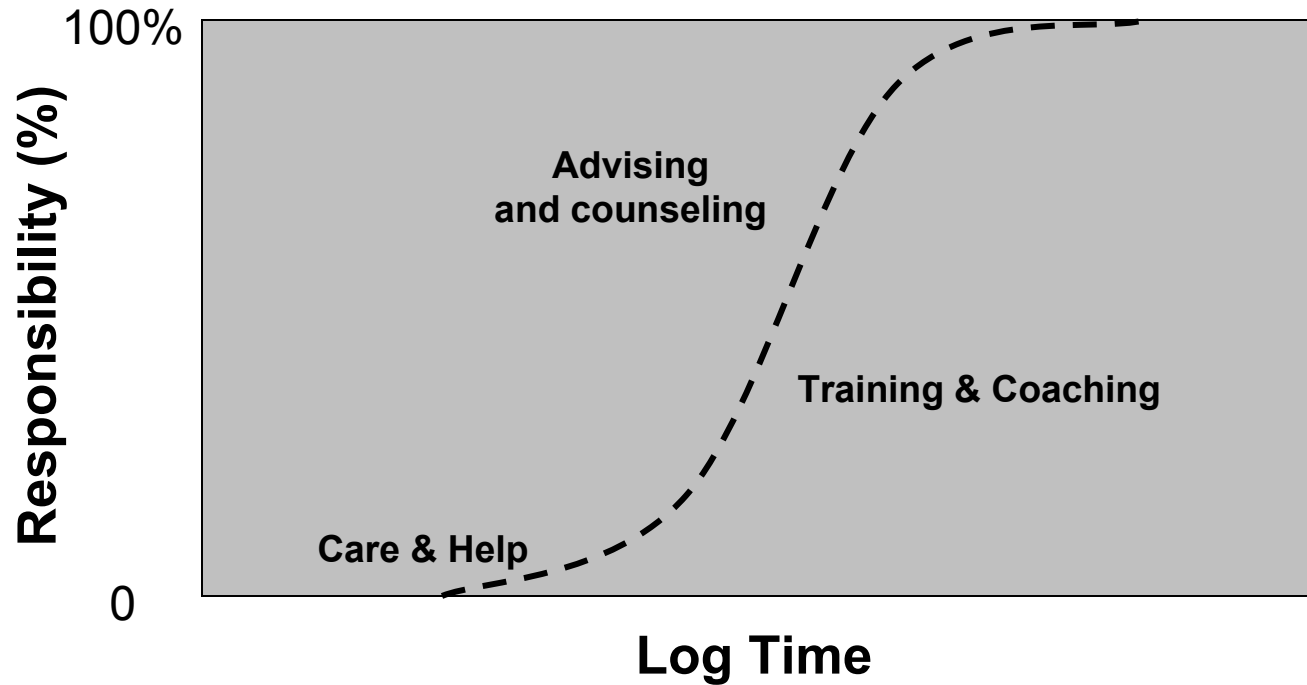 100%
Responsibility (%)
Advising
and counseling
Training & Coaching
Care & Help
0
Log Time